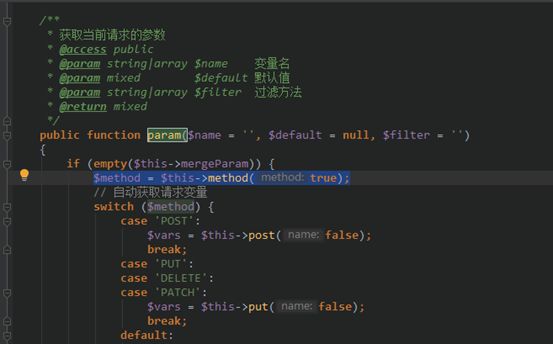 /**
* 获取当前请求的参数
* @access public
* @param string|array $name 变量名
* @param mixed $default 默认值
* @param string|array $filter 过滤方法
* @return mixed
*/
public function param($name = '', $default = null, $filter = '')
{
if (empty($this->mergeParam)) {
$method = $this->method( method: true);
// 自动获取请求变量
switch ($method) {
case 'POST':
$vars = $this->post( name: false);
break;
case 'PUT':
case 'DELETE':
case 'PATCH':
$vars = $this->put( name: false);
break;
default: